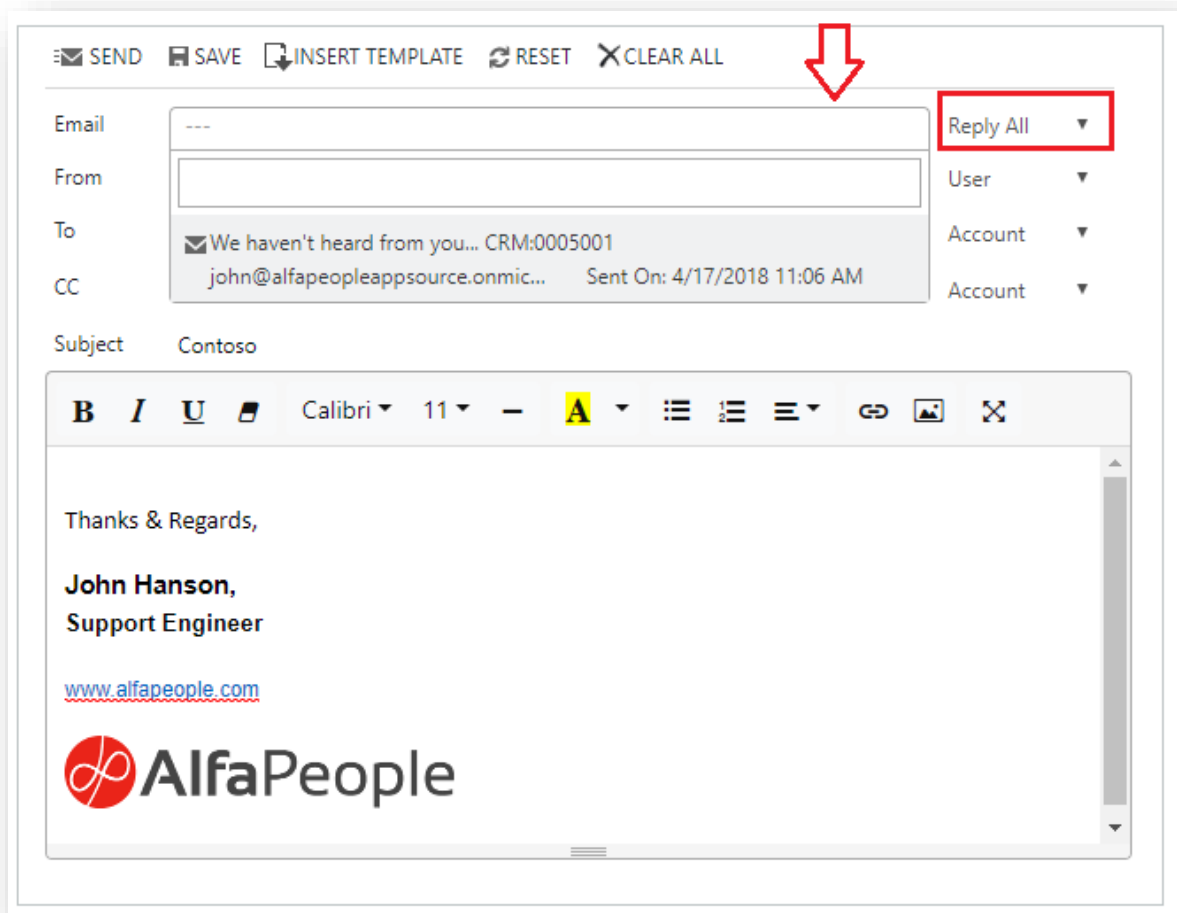 SEND SAVE INSERT TEMPLATE RESET CLEAR ALL
Email --- Reply All
From User
To Account
We haven't heard from you... CRM:0005001
john@alfapeopleappsource.onmic... Sent On: 4/17/2018 11:06 AM
CC Account
Subject Contoso
B I U Calibri 11 A
Thanks & Regards,
John Hanson,
Support Engineer
www.alfapeople.com
AlfaPeople